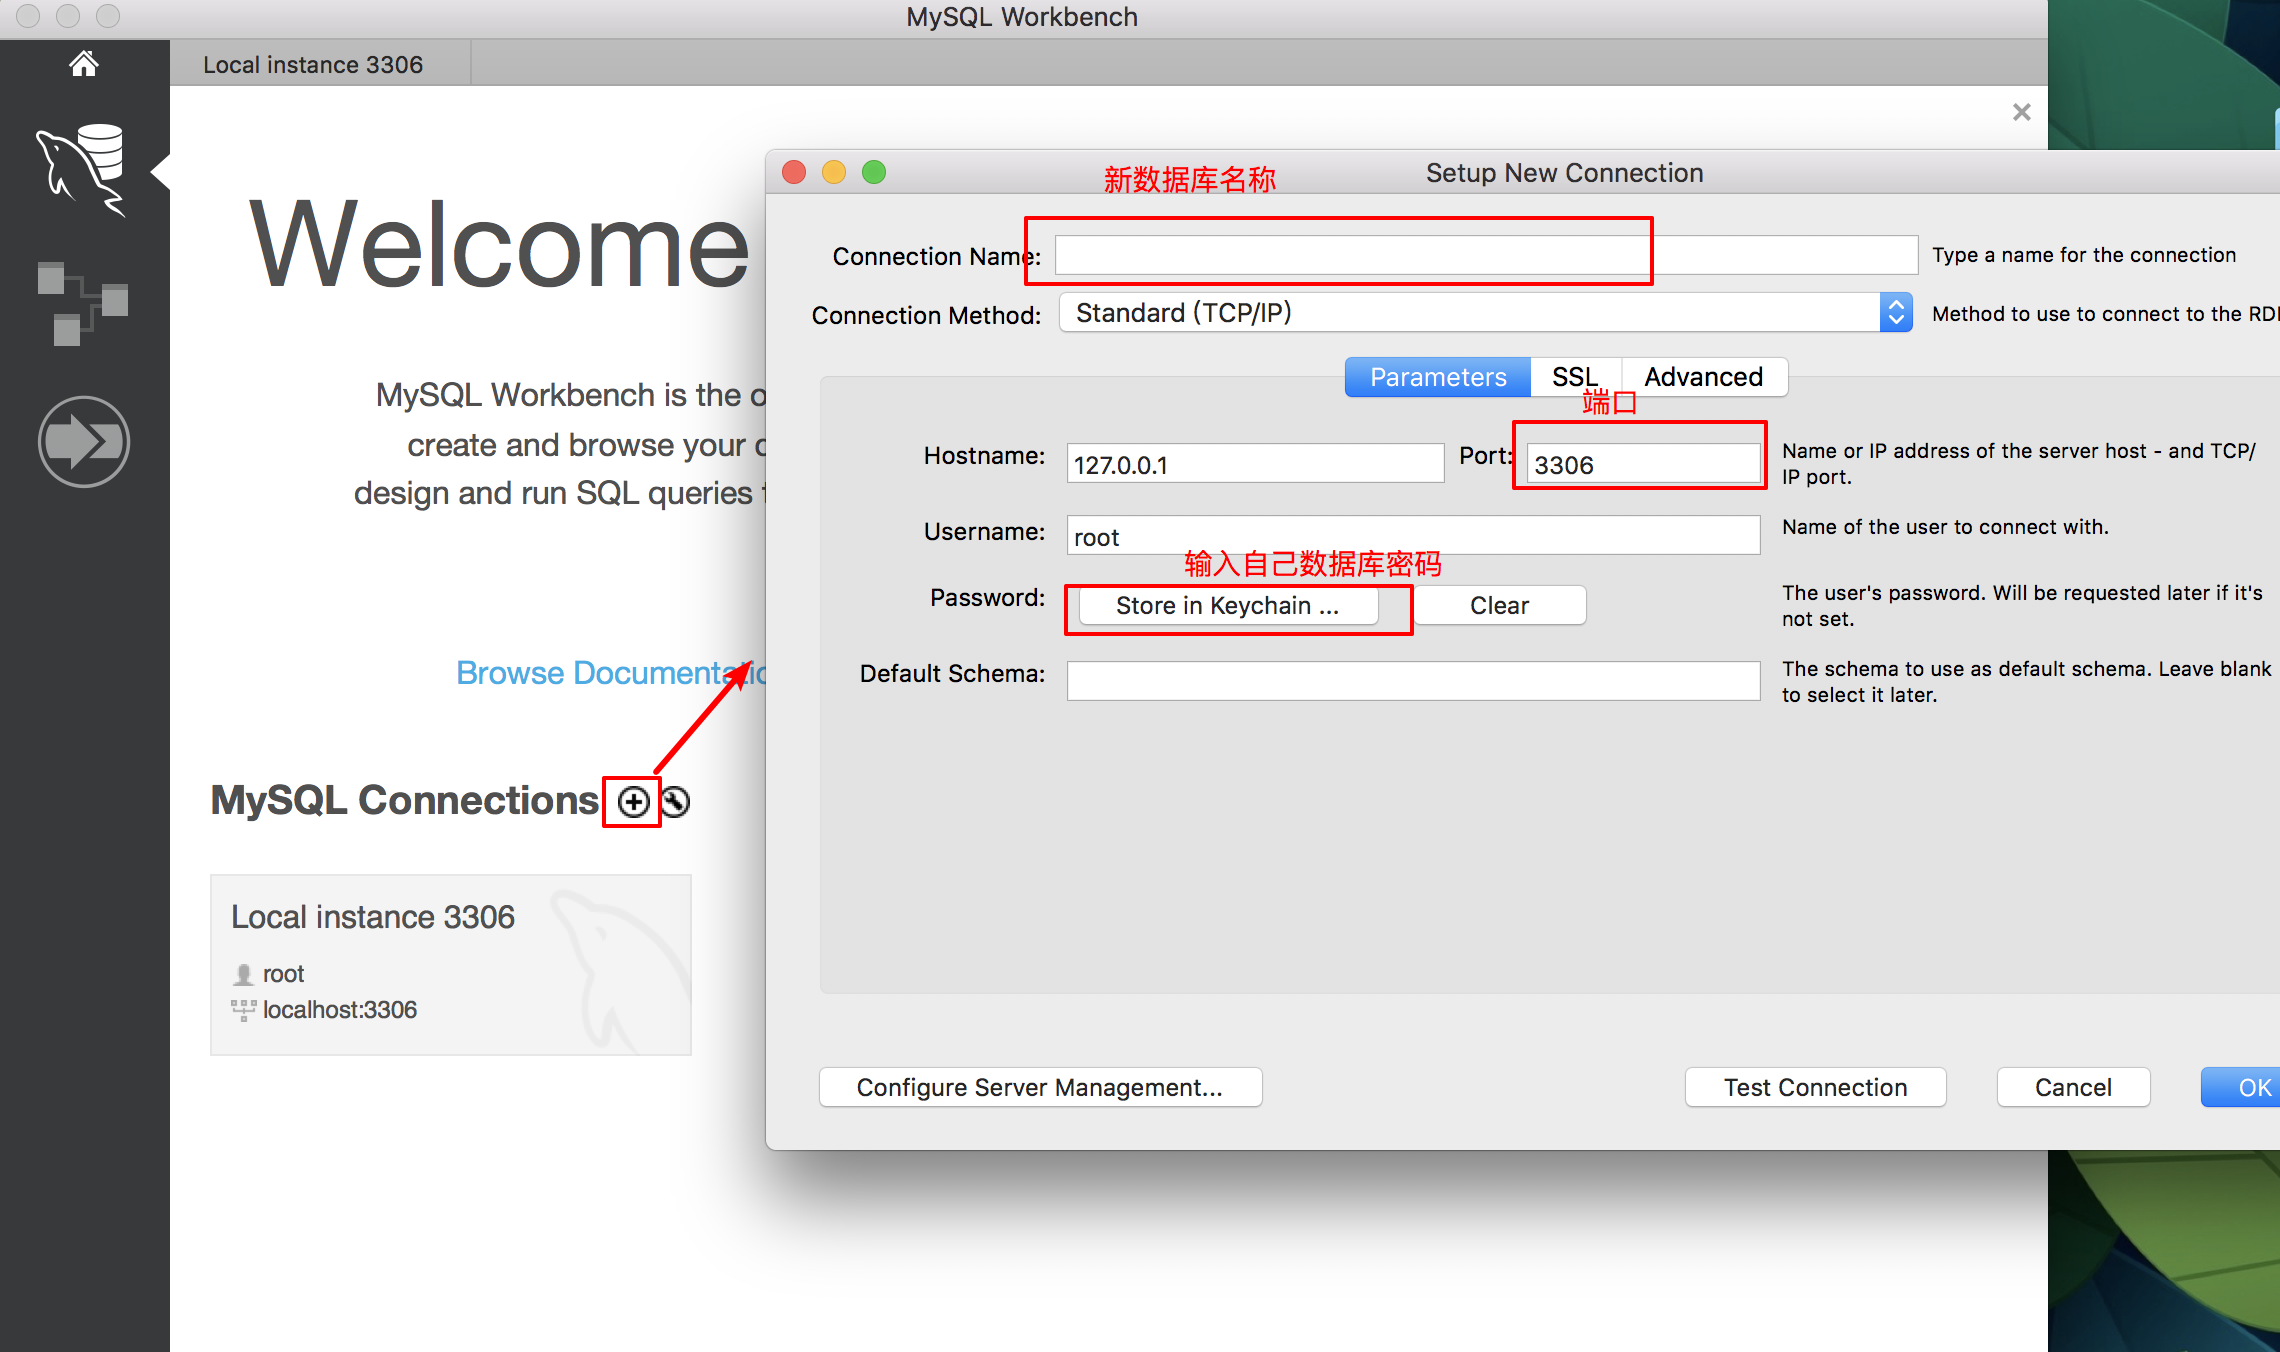 MySQL Workbench
Local instance 3306
Welcome
MySQL Workbench is the
create and browse your
design and run SQL queries
Browse Documentatio
MySQL Connections
Local instance 3306
root
localhost:3306
新数据库名称
Setup New Connection
Connection Name:
Type a name for the connection
Connection Method: Standard (TCP/IP)
Method to use to connect to the RD
Parameters SSL Advanced
端口
Hostname: 127.0.0.1 Port: 3306
Name or IP address of the server host - and TCP/
IP port.
Username: root
Name of the user to connect with.
输入自己数据库密码
Password: Store in Keychain ... Clear
The user's password. Will be requested later if it's
not set.
Default Schema:
The schema to use as default schema. Leave blank
to select it later.
Configure Server Management... Test Connection Cancel OK